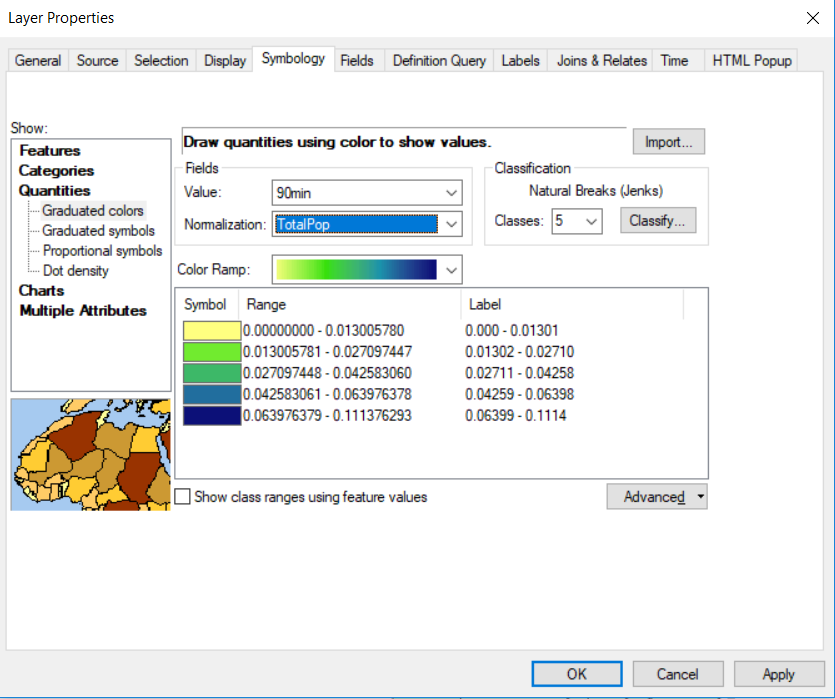 Layer Properties
General Source Selection Display Symbology Fields Definition Query Labels Joins & Relates Time HTML Popup
Show:
Features
Categories
Quantities
Graduated colors
Graduated symbols
Proportional symbols
Dot density
Charts
Multiple Attributes
Draw quantities using color to show values.
Import...
Fields
Value: 90min
Normalization: TotalPop
Classification
Natural Breaks (Jenks)
Classes: 5 Classify...
Color Ramp:
Symbol Range Label
0.00000000 - 0.013005780 0.000 - 0.01301
0.013005781 - 0.027097447 0.01302 - 0.02710
0.027097448 - 0.042583060 0.02711 - 0.04258
0.042583061 - 0.063976378 0.04259 - 0.06398
0.063976379 - 0.111376293 0.06399 - 0.1114
Show class ranges using feature values
Advanced
OK Cancel Apply